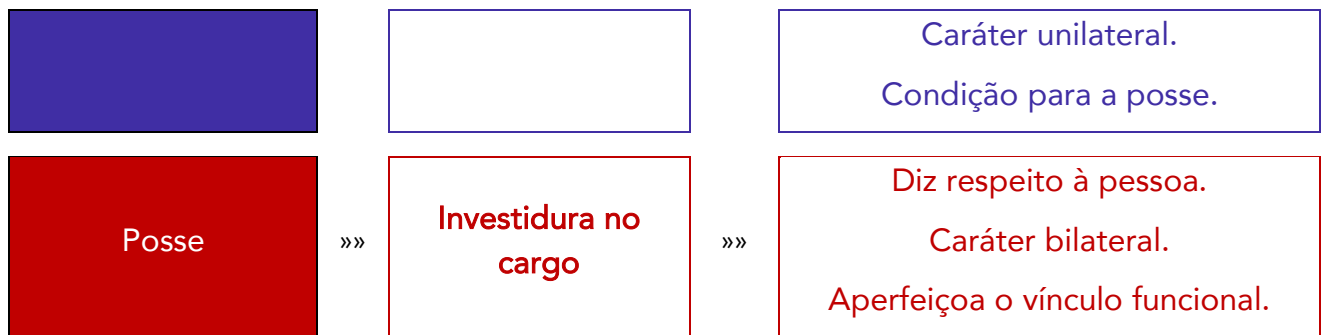 Caráter unilateral.
Condição para a posse.
Posse
»»
Investidura no
cargo
»»
Diz respeito à pessoa.
Caráter bilateral.
Aperfeiçoa o vínculo funcional.